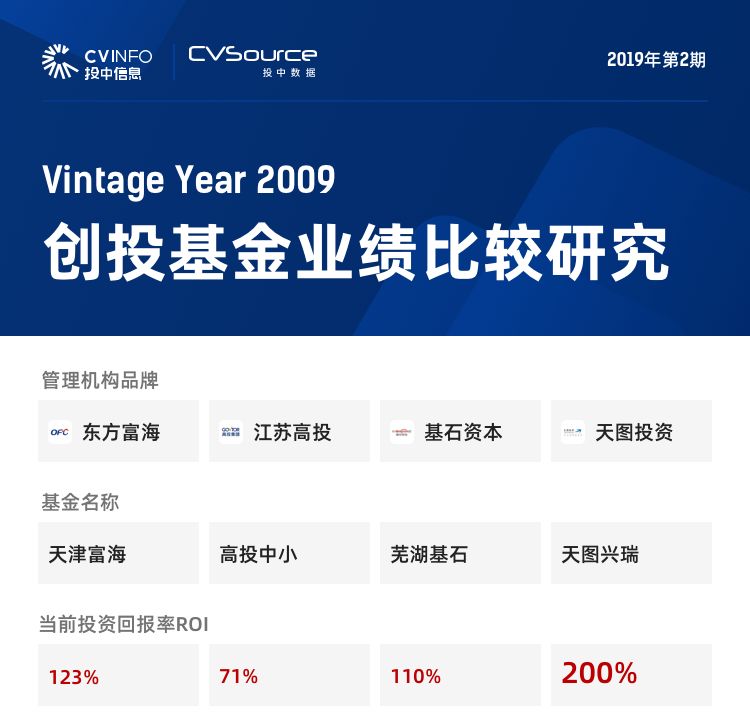 CVINFO
投中信息
CVSource
投中数据
2019年第2期
Vintage Year 2009
创投基金业绩比较研究
管理机构品牌
OFC 东方富海
江苏高投
基石资本
天图投资
基金名称
天津富海
高投中小
芜湖基石
天图兴瑞
当前投资回报率ROI
123%
71%
110%
200%